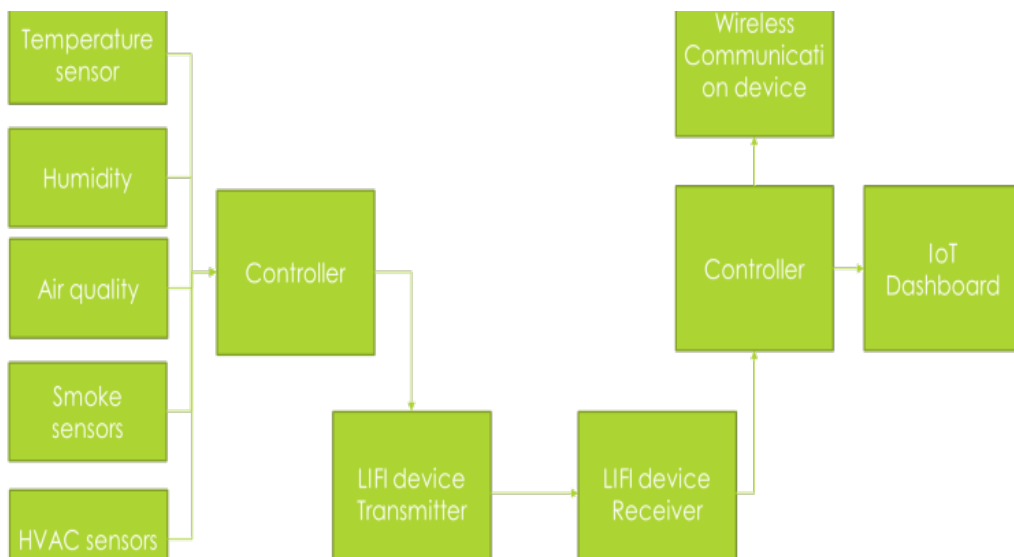 Temperature
sensor
Humidity
Air quality
Smoke
sensors
HVAC sensors
Controller
LIFI device
Transmitter
LIFI device
Receiver
Controller
Wireless
Communicati
on device
IoT
Dashboard